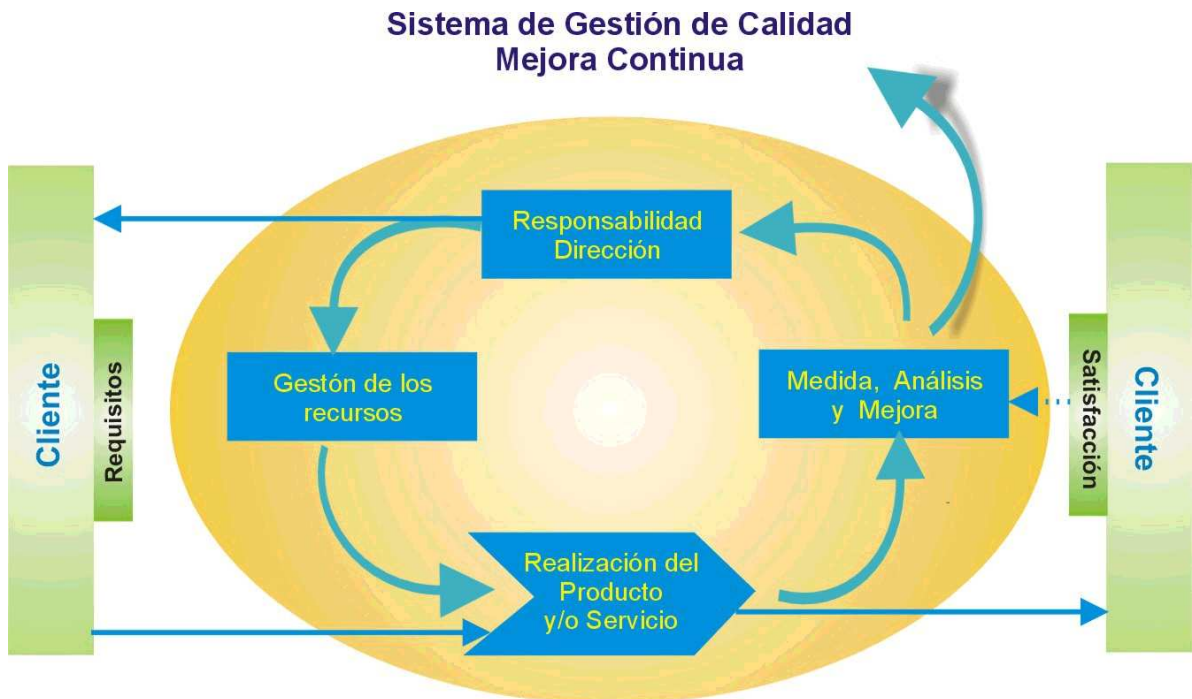 Sistema de Gestión de Calidad
Mejora Continua
Responsabilidad
Dirección
Gestón de los
recursos
Medida, Análisis
y Mejora
Realización del
Producto
y/o Servicio
Cliente
Requisitos
Satisfacción
Cliente